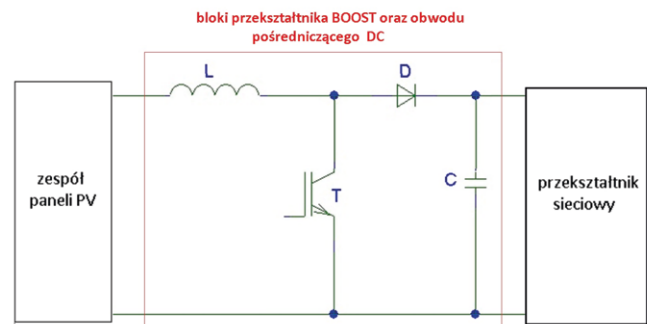 bloki przekształtnika BOOST oraz obwodu
pośredniczącego DC
L
D
zespół
paneli PV
T
C
przekształtnik
sieciowy